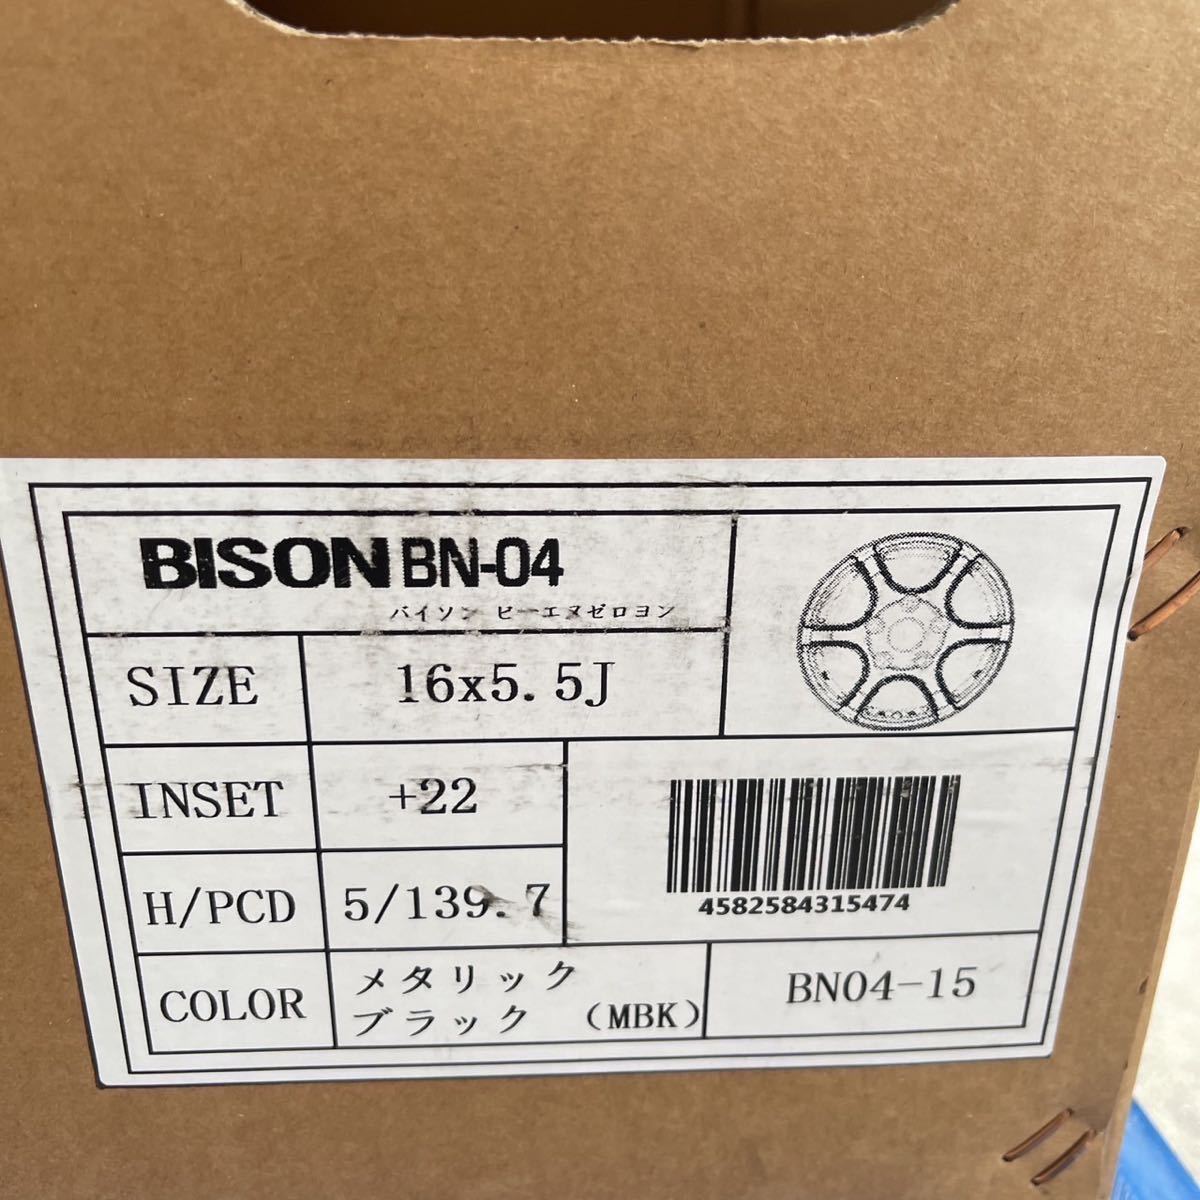 BISON BN-04
バイソン ビーエヌゼロヨン
SIZE 16x5.5J
INSET +22
H/PCD 5/139.7
4582584315474
COLOR メタリック
ブラック (MBK)
BN04-15